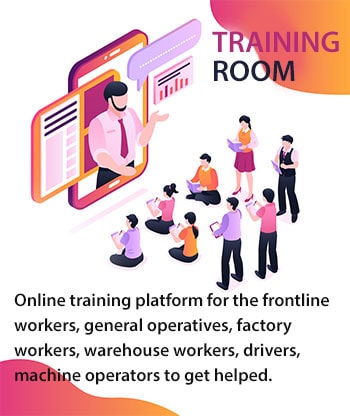 TRAINING
ROOM
Online training platform for the frontline
workers, general operatives, factory
workers, warehouse workers, drivers,
machine operators to get helped.